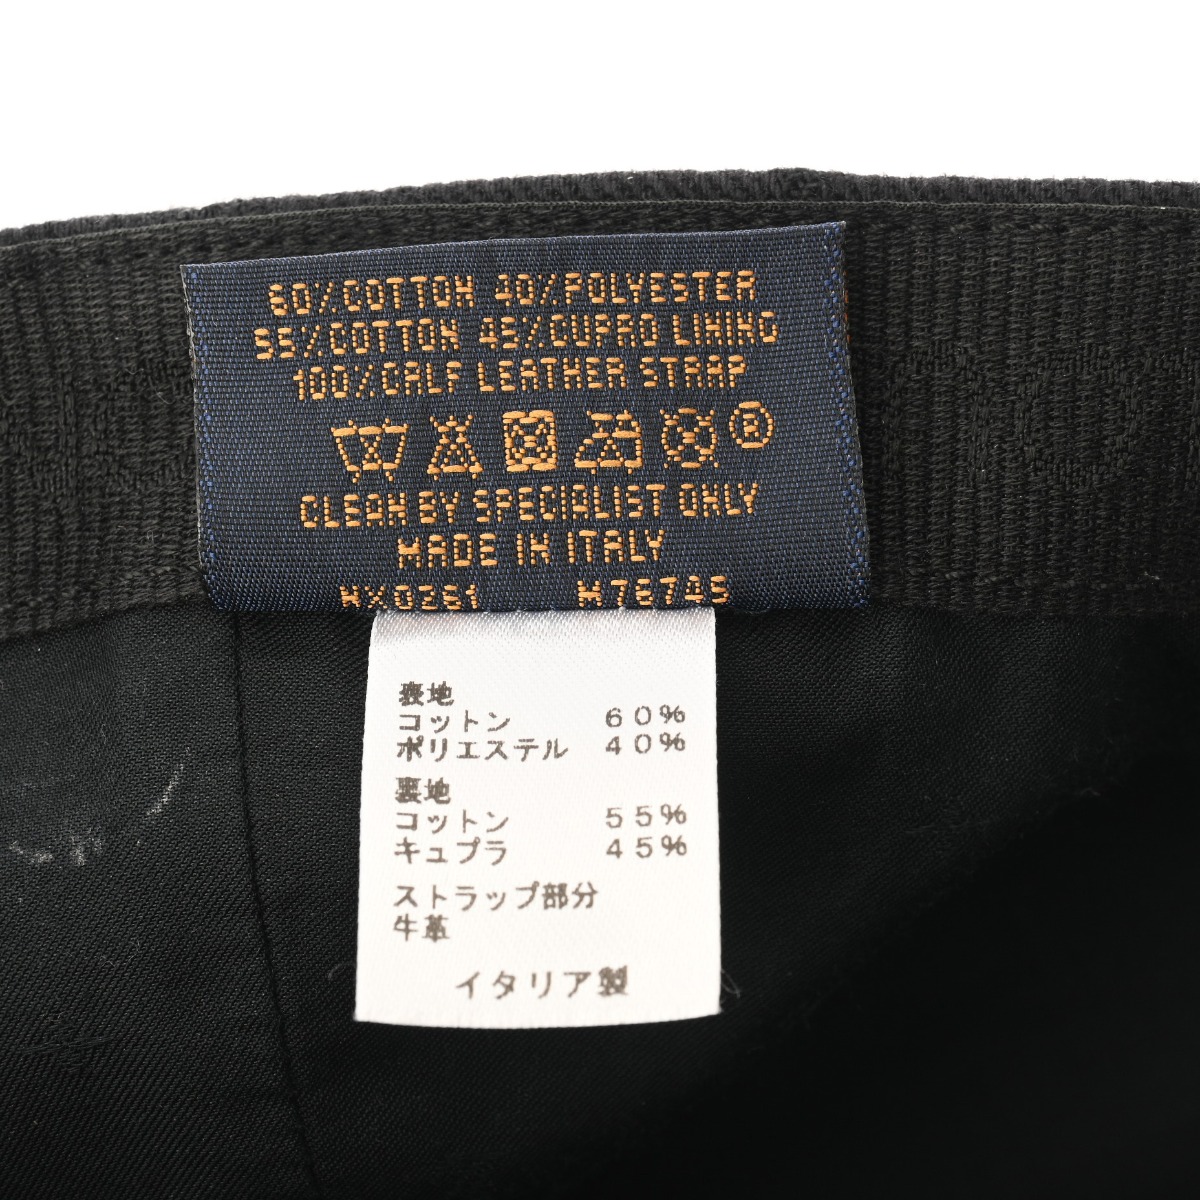 60%COTTON 40%POLYESTER
55%COTTON 45%CUPRO LINING
100%CALF LEATHER STRAP
CLEAN BY SPECIALIST ONLY
MADE IN ITALY
M76745
表地
コットン 60%
ポリエステル 40%
裏地
コットン 55%
キュプラ 45%
ストラップ部分
牛革
イタリア製